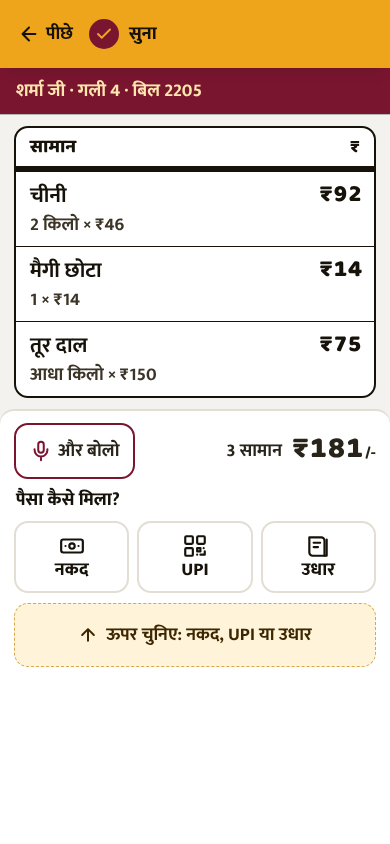 पीछे सुना
शर्मा जी · गली 4 · बिल 2205
सामान ₹
चीनी ₹92
2 किलो × ₹46
मैगी छोटा ₹14
1 × ₹14
तूर दाल ₹75
आधा किलो × ₹150
और बोलो 3 सामान ₹181/-
पैसा कैसे मिला?
नकद UPI उधार
ऊपर चुनिए: नकद, UPI या उधार